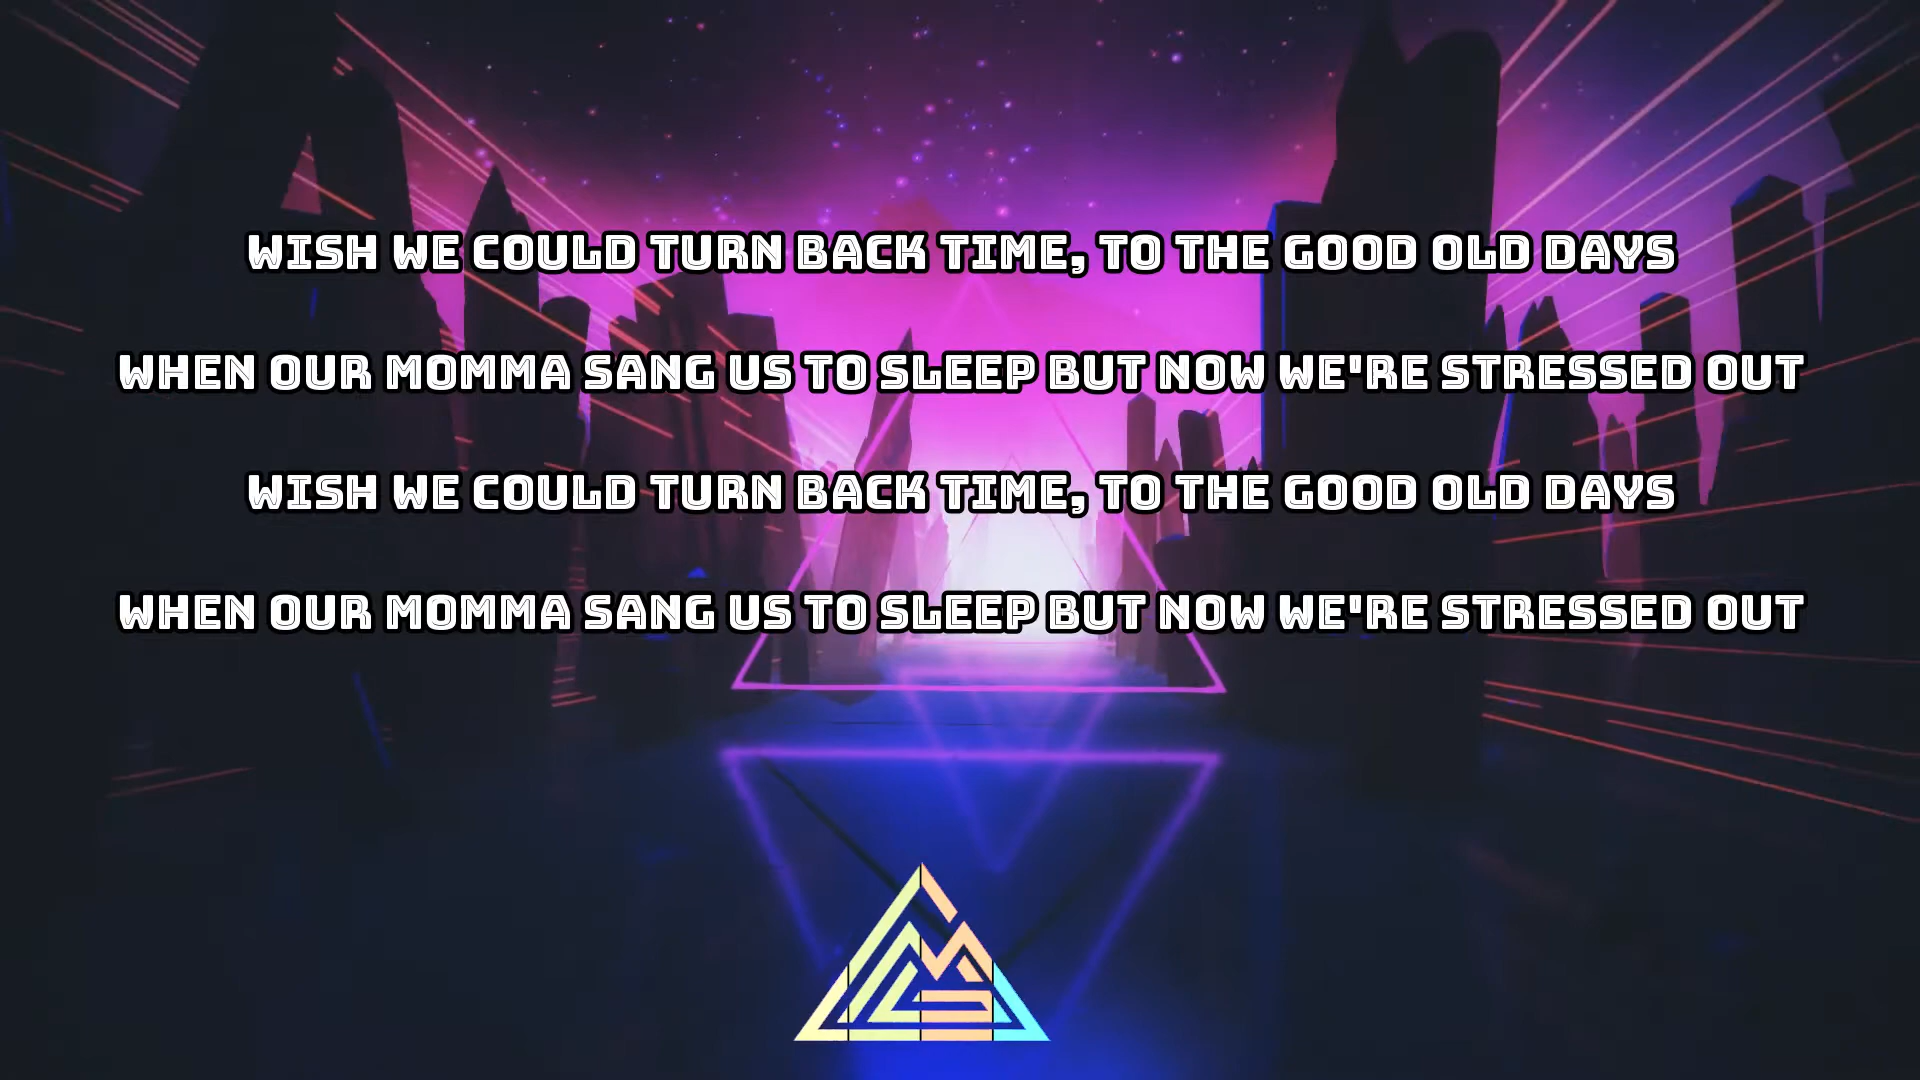 WISH WE COULD TURN BACK TIME, TO THE GOOD OLD DAYS
WHEN OUR MOMMA SANG US TO SLEEP BUT NOW WE'RE STRESSED OUT
WISH WE COULD TURN BACK TIME, TO THE GOOD OLD DAYS
WHEN OUR MOMMA SANG US TO SLEEP BUT NOW WE'RE STRESSED OUT